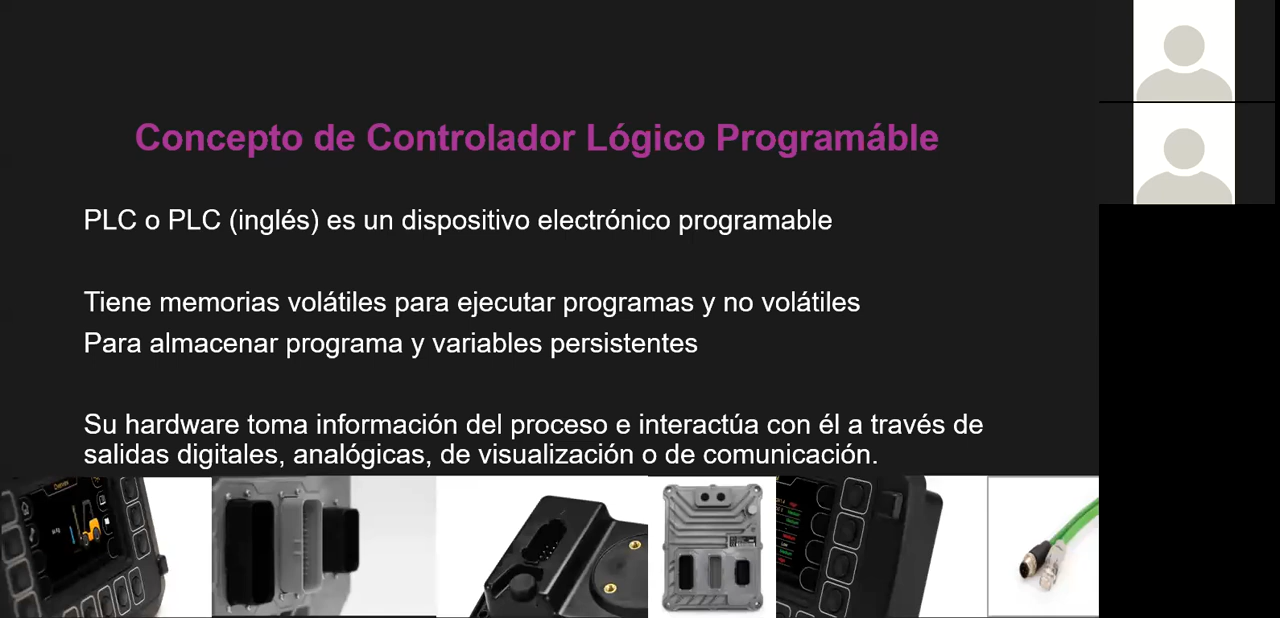 Concepto de Controlador Lógico Programáble
PLC o PLC (inglés) es un dispositivo electrónico programable
Tiene memorias volátiles para ejecutar programas y no volátiles
Para almacenar programa y variables persistentes
Su hardware toma información del proceso e interactúa con él a través de
salidas digitales, analógicas, de visualización o de comunicación.